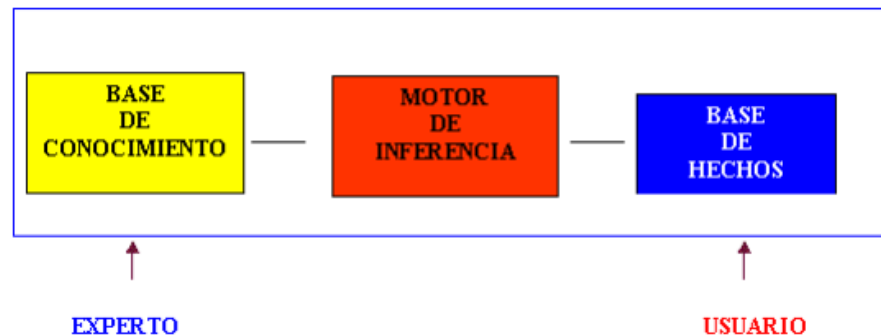 BASE
DE
CONOCIMIENTO
MOTOR
DE
INFERENCIA
BASE
DE
HECHOS
EXPERTO
USUARIO